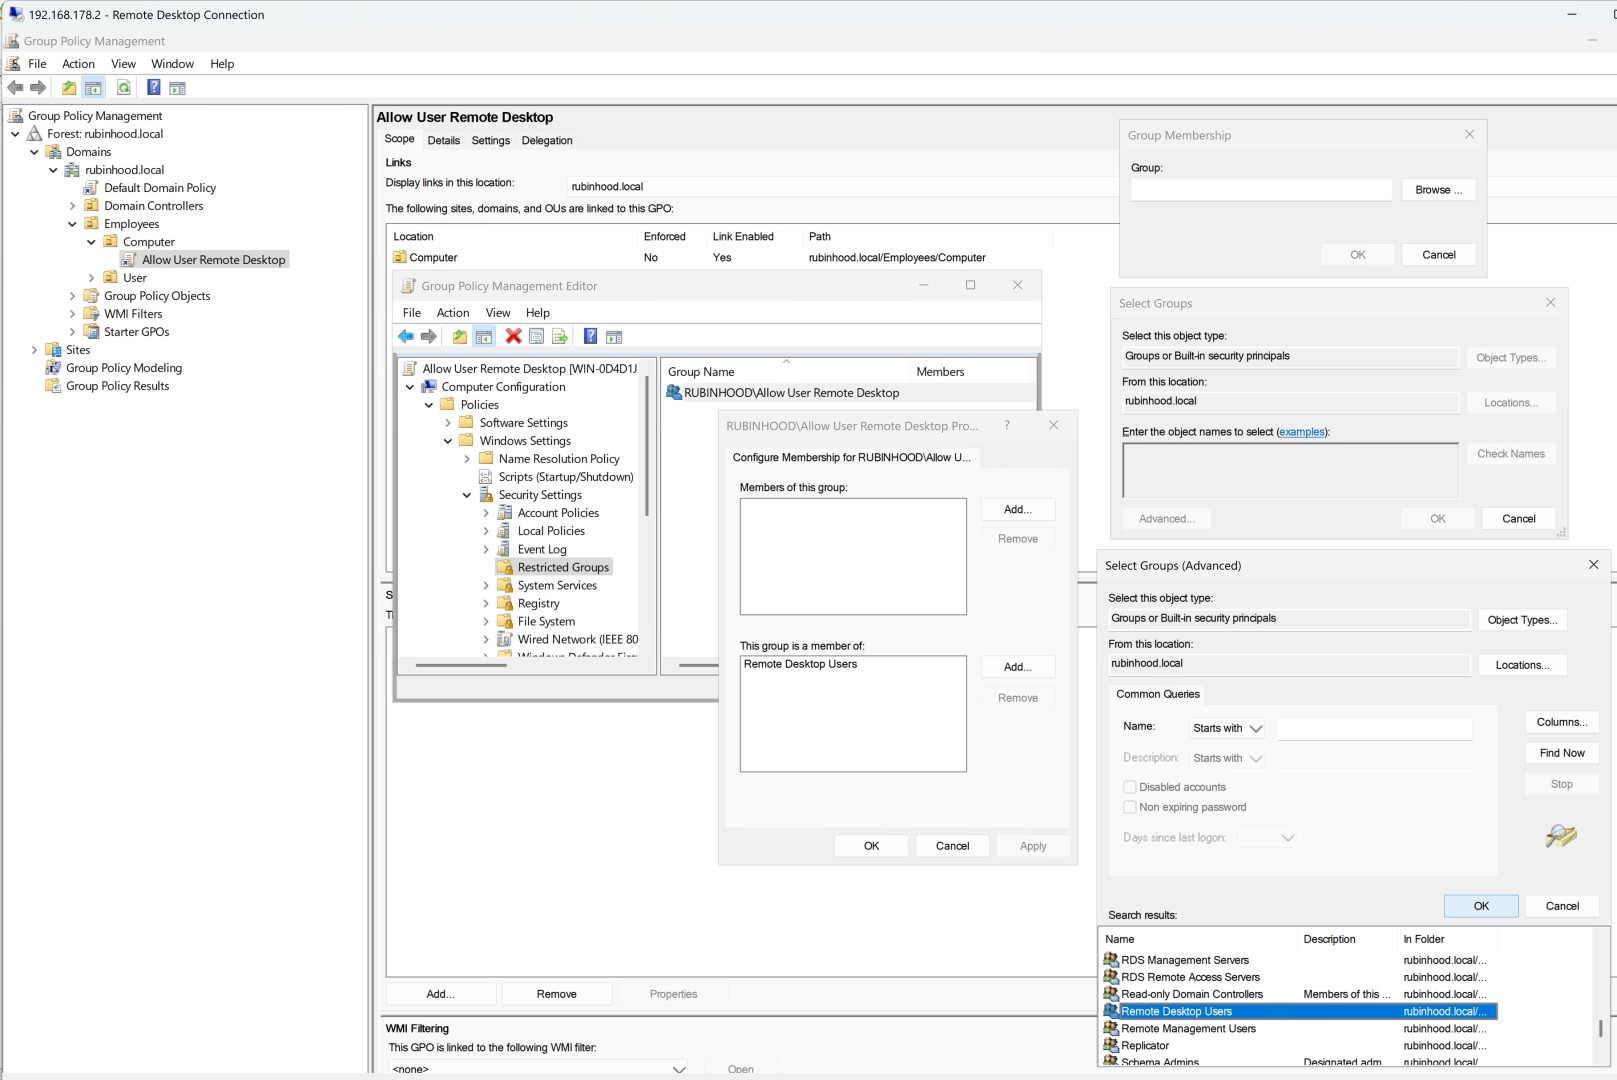 192.168.178.2 - Remote Desktop Connection
Group Policy Management
File Action View Window Help
Group Policy Management
Forest: rubinhood.local
Domains
rubinhood.local
Default Domain Policy
Domain Controllers
Employees
Computer
Allow User Remote Desktop
User
Group Policy Objects
WMI Filters
Starter GPOs
Sites
Group Policy Modeling
Group Policy Results
Allow User Remote Desktop
Scope Details Settings Delegation
Links
Display links in this location: rubinhood.local
The following sites, domains, and OUs are linked to this GPO:
Location Enforced Link Enabled Path
Computer No Yes rubinhood.local/Employees/Computer
Group Policy Management Editor
File Action View Help
Allow User Remote Desktop [WIN-0D4D1J
Computer Configuration
Policies
Software Settings
Windows Settings
Name Resolution Policy
Scripts (Startup/Shutdown)
Security Settings
Account Policies
Local Policies
Event Log
Restricted Groups
System Services
Registry
File System
Wired Network (IEEE 80
Windows Defender Fire
Group Name Members
RUBINHOOD\Allow User Remote Desktop
RUBINHOOD\Allow User Remote Desktop Pro... ?
Configure Membership for RUBINHOOD\Allow U...
Members of this group:
Add...
Remove
This group is a member of:
Remote Desktop Users
Add...
Remove
OK Cancel Apply
Add... Remove Properties
WMI Filtering
This GPO is linked to the following WMI filter:
<none> Open
Group Membership
Group:
Browse ...
OK Cancel
Select Groups
Select this object type:
Groups or Built-in security principals Object Types...
From this location:
rubinhood.local Locations...
Enter the object names to select (examples):
Check Names
Advanced... OK Cancel
Select Groups (Advanced)
Select this object type:
Groups or Built-in security principals Object Types...
From this location:
rubinhood.local Locations...
Common Queries
Name: Starts with
Description: Starts with
Disabled accounts
Non expiring password
Days since last logon:
Columns...
Find Now
Stop
OK Cancel
Search results:
Name Description In Folder
RDS Management Servers rubinhood.local/...
RDS Remote Access Servers rubinhood.local/...
Read-only Domain Controllers Members of this ... rubinhood.local/...
Remote Desktop Users rubinhood.local/...
Remote Management Users rubinhood.local/...
Replicator rubinhood.local/...
Schema Admins Designated adm... rubinhood.local/...